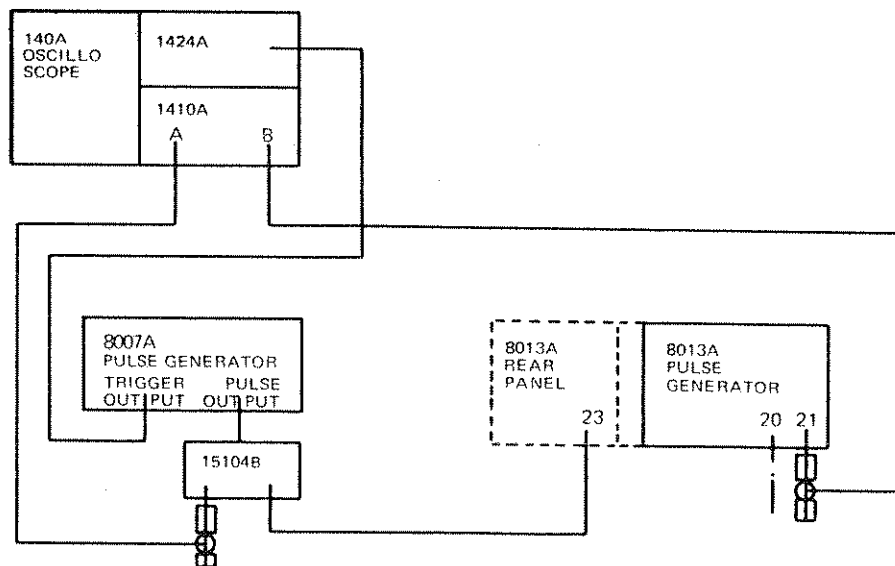 140A
OSCILLO
SCOPE
1424A
1410A
A B
8007A
PULSE GENERATOR
TRIGGER PULSE
OUTPUT OUTPUT
15104B
8013A
REAR
PANEL
23
8013A
PULSE
GENERATOR
20 21